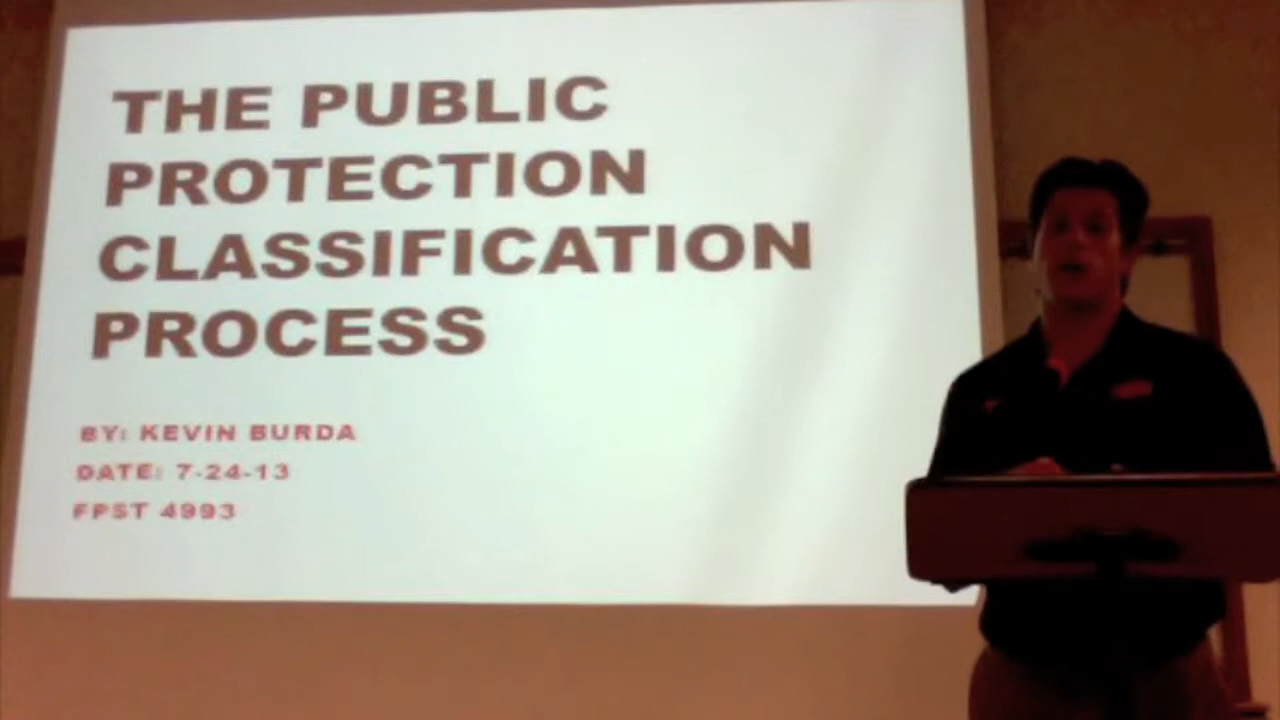 THE PUBLIC
PROTECTION
CLASSIFICATION
PROCESS
BY: KEVIN BURDA
DATE: 7-24-13
FPST 4993